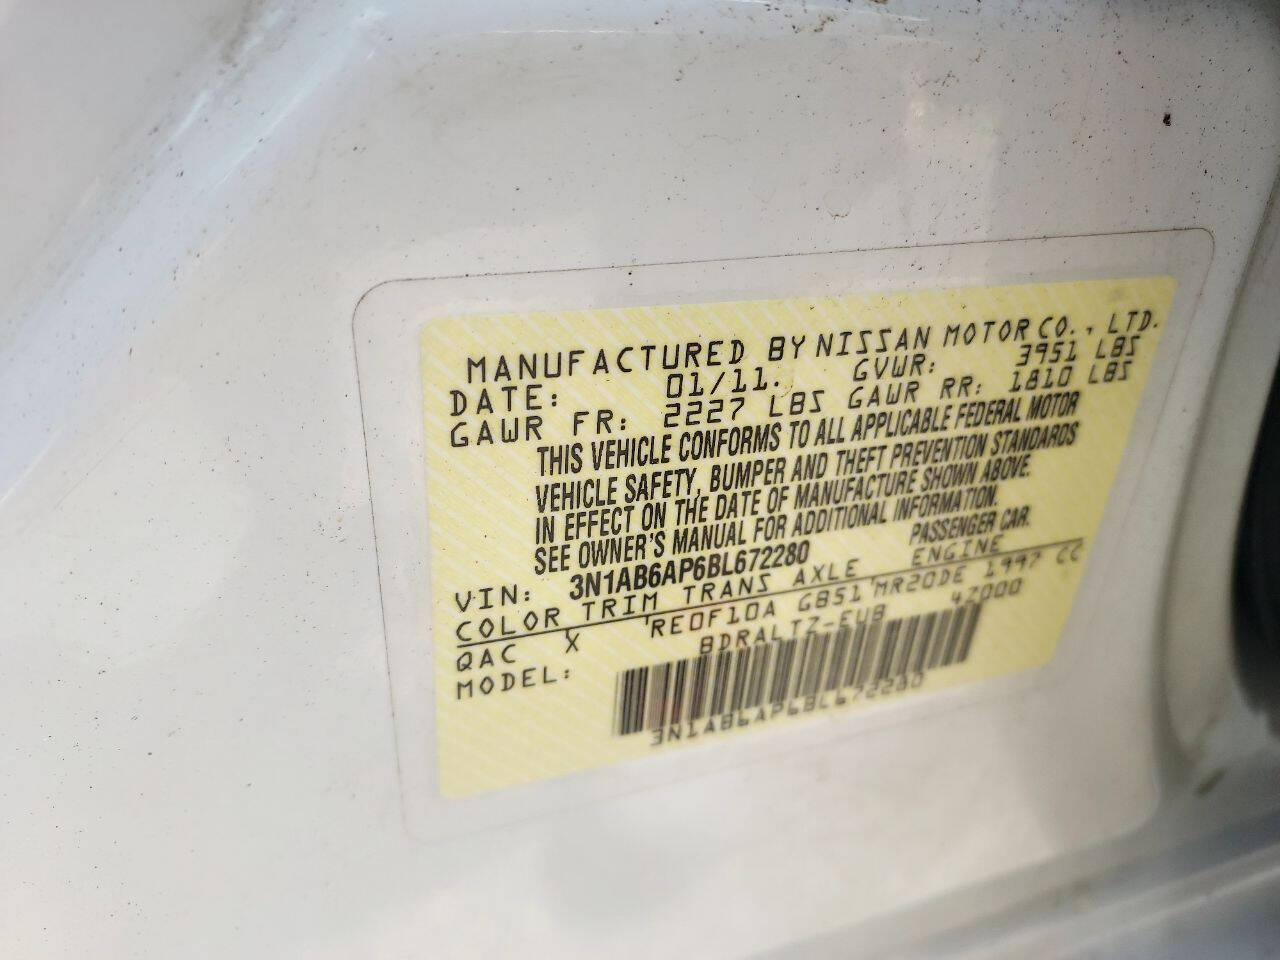 MANUFACTURED BY NISSAN MOTOR CO., LTD.
DATE: 01/11. GVWR: 3951 LBS
GAWR FR: 2227 LBS GAWR RR: 1810 LBS
THIS VEHICLE CONFORMS TO ALL APPLICABLE FEDERAL MOTOR
VEHICLE SAFETY, BUMPER AND THEFT PREVENTION STANDARDS
IN EFFECT ON THE DATE OF MANUFACTURE SHOWN ABOVE.
SEE OWNER'S MANUAL FOR ADDITIONAL INFORMATION.
VIN: 3N1AB6AP6BL672280 PASSENGER CAR.
COLOR TRIM TRANS AXLE ENGINE
QAC X RE0F10A G851 MR20DE 1997 CC
MODEL: BDRALTZ-EUB 4Z000
3N1AB6AP6BL672280